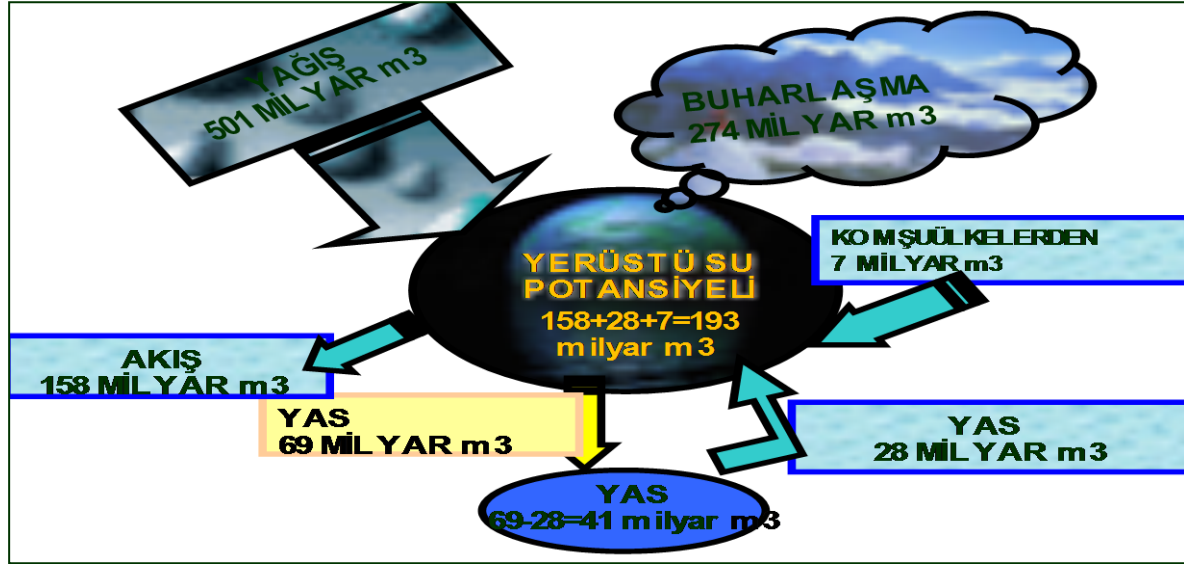 YAĞIŞ
501 MİLYAR m3
BUHARLAŞMA
274 MİLYAR m3
KOMŞUÜLKELERDEN
7 MİLYAR m3
YERÜSTÜ SU
POTANSİYELİ
158+28+7=193
milyar m3
AKIŞ
158 MİLYAR m3
YAS
69 MİLYAR m3
YAS
28 MİLYAR m3
YAS
69-28=41 milyar m3